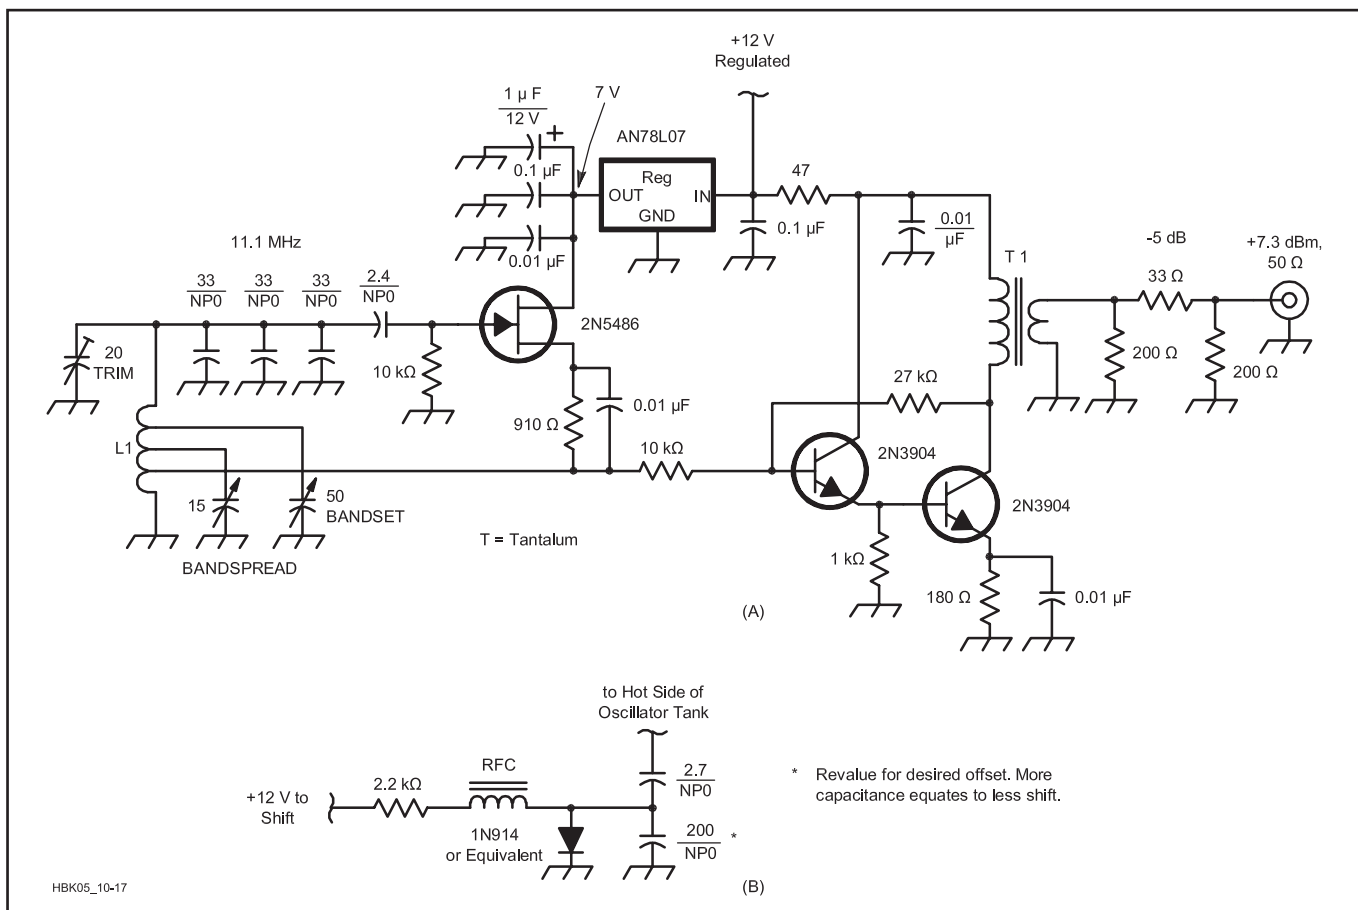 +12 V
Regulated
1 µ F
12 V
+
7 V
AN78L07
0.1 µF
Reg
OUT
IN
GND
47
0.1 µF
0.01
µF
0.01 µF
11.1 MHz
33
NP0
33
NP0
33
NP0
2.4
NP0
T 1
-5 dB
33 Ω
+7.3 dBm,
50 Ω
2N5486
20
TRIM
10 kΩ
200 Ω
200 Ω
27 kΩ
0.01 µF
910 Ω
L1
10 kΩ
2N3904
2N3904
15
50
BANDSET
T = Tantalum
BANDSPREAD
1 kΩ
180 Ω
0.01 µF
(A)
to Hot Side of
Oscillator Tank
RFC
2.2 kΩ
2.7
NP0
+12 V to
Shift
1N914
or Equivalent
200
NP0
*
* Revalue for desired offset. More
capacitance equates to less shift.
HBK05_10-17
(B)